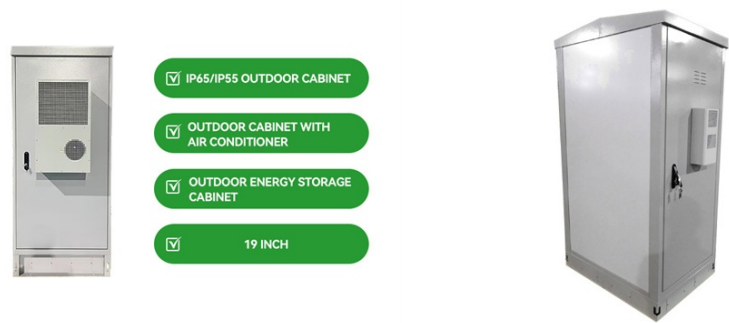 IP65/IP55 OUTDOOR CABINET
OUTDOOR CABINET WITH
AIR CONDITIONER
OUTDOOR ENERGY STORAGE
CABINET
19 INCH